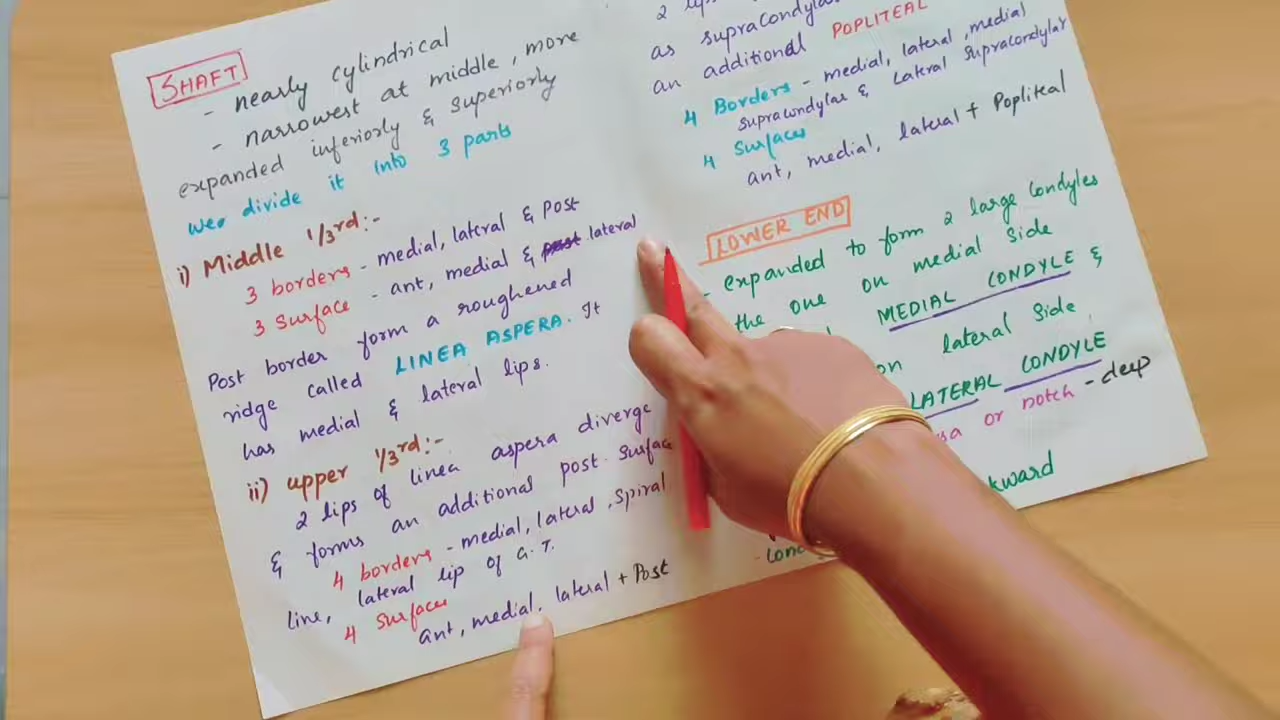 SHAFT
- nearly cylindrical
- narrowest at middle, more
expanded inferiorly & superiorly
we divide it into 3 parts
i) Middle 1/3rd:-
3 borders - medial, lateral & Post
3 surface - ant, medial & post lateral
Post border form a roughened
ridge called LINEA ASPERA. It
has medial & lateral lips.
ii) upper 1/3rd:-
2 lips of linea aspera diverge
& forms an additional post. surface
4 borders - medial, lateral, spiral
line, lateral lip of G.T.
4 surfaces
ant, medial, lateral + Post
2 lips
as supracondylar
an additional POPLITEAL
4 Borders - medial, lateral, medial
supracondylar & Lateral supracondylar
4 surfaces
ant, medial, lateral + Popliteal
LOWER END
- expanded to form 2 large condyles
the one on medial side
MEDIAL CONDYLE &
on lateral side
LATERAL CONDYLE
or notch - deep